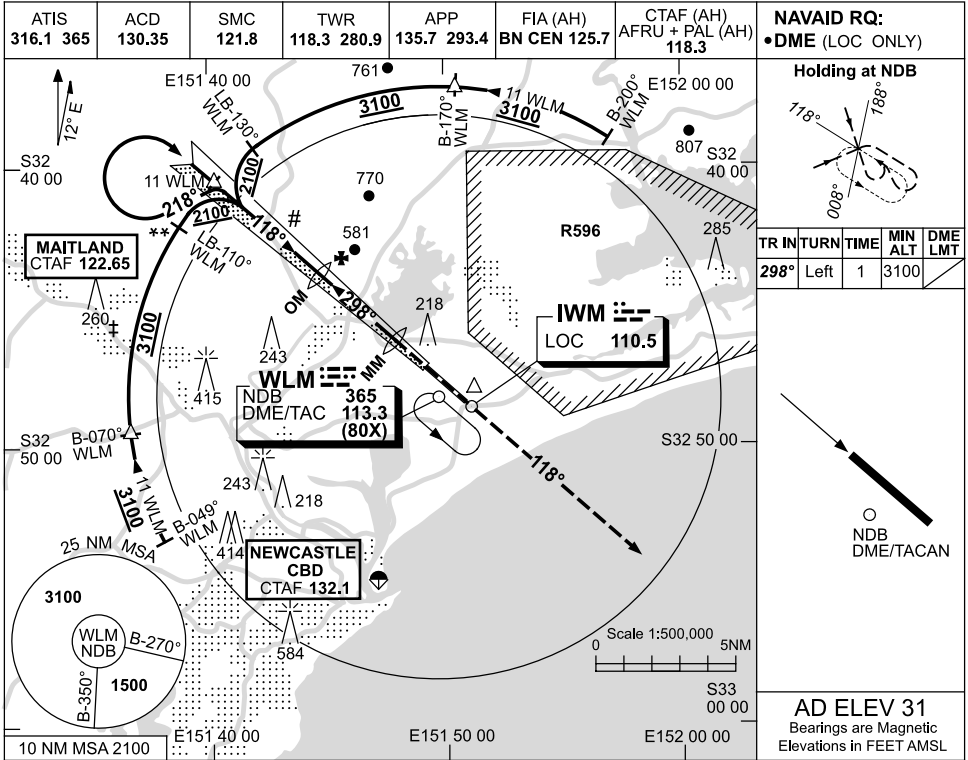 ATIS
316.1 365
ACD
130.35
SMC
121.8
TWR
118.3 280.9
APP
135.7 293.4
FIA (AH)
BN CEN 125.7
CTAF (AH)
AFRU + PAL (AH)
118.3
NAVAID RQ:
•DME (LOC ONLY)
12° E
E151 40 00
E152 00 00
761
3100
LB-130°
WLM
B-170°
WLM
11 WLM
3100
B-200°
WLM
807
S32
40 00
S32
40 00
11 WLM
218°
2100
2100
**
LB-110°
WLM
118°
#
770
581
R596
285
MAITLAND
CTAF 122.65
260
‡
3100
OM
298°
MM
218
243
415
IWM
LOC 110.5
WLM
NDB 365
DME/TAC 113.3
(80X)
S32
50 00
B-070°
WLM
S32 50 00
118°
243
218
11 WLM
3100
B-049°
WLM
414
NEWCASTLE
CBD
CTAF 132.1
584
25 NM MSA
3100
WLM
NDB
B-270°
B-350°
1500
10 NM MSA 2100
Scale 1:500,000
0 5NM
S33
00 00
E151 40 00
E151 50 00
E152 00 00
Holding at NDB
118°
188°
008°
TR IN TURN TIME MIN ALT DME LMT
298° Left 1 3100
NDB
DME/TACAN
AD ELEV 31
Bearings are Magnetic
Elevations in FEET AMSL